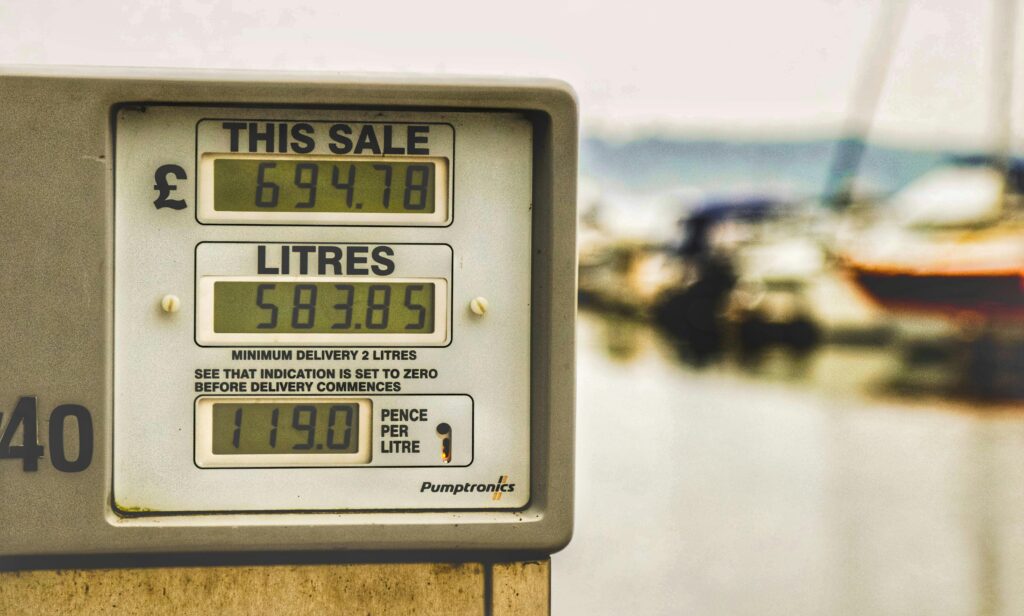 THIS SALE
£ 694.78
LITRES
583.85
MINIMUM DELIVERY 2 LITRES
SEE THAT INDICATION IS SET TO ZERO
BEFORE DELIVERY COMMENCES
119.0
PENCE
PER
LITRE
40
Pumptronics